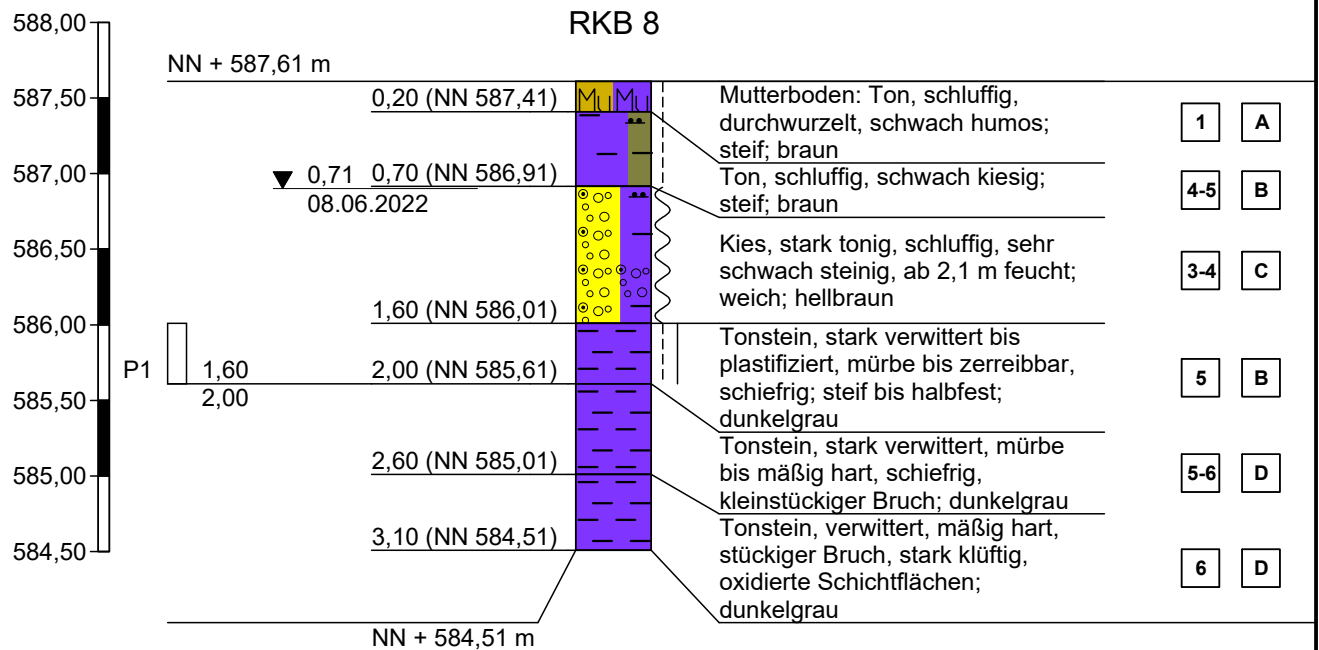 RKB 8
588,00
587,50
587,00
586,50
586,00
585,50
585,00
584,50
NN + 587,61 m
0,20 (NN 587,41)
0,71
08.06.2022
0,70 (NN 586,91)
1,60 (NN 586,01)
P1
1,60
2,00
2,00 (NN 585,61)
2,60 (NN 585,01)
3,10 (NN 584,51)
NN + 584,51 m
Mu Mu
Mutterboden: Ton, schluffig,
durchwurzelt, schwach humos;
steif; braun
1 A
Ton, schluffig, schwach kiesig;
steif; braun
4-5 B
Kies, stark tonig, schluffig, sehr
schwach steinig, ab 2,1 m feucht;
weich; hellbraun
3-4 C
Tonstein, stark verwittert bis
plastifiziert, mürbe bis zerreibbar,
schiefrig; steif bis halbfest;
dunkelgrau
5 B
Tonstein, stark verwittert, mürbe
bis mäßig hart, schiefrig,
kleinstückiger Bruch; dunkelgrau
5-6 D
Tonstein, verwittert, mäßig hart,
stückiger Bruch, stark klüftig,
oxidierte Schichtflächen;
dunkelgrau
6 D